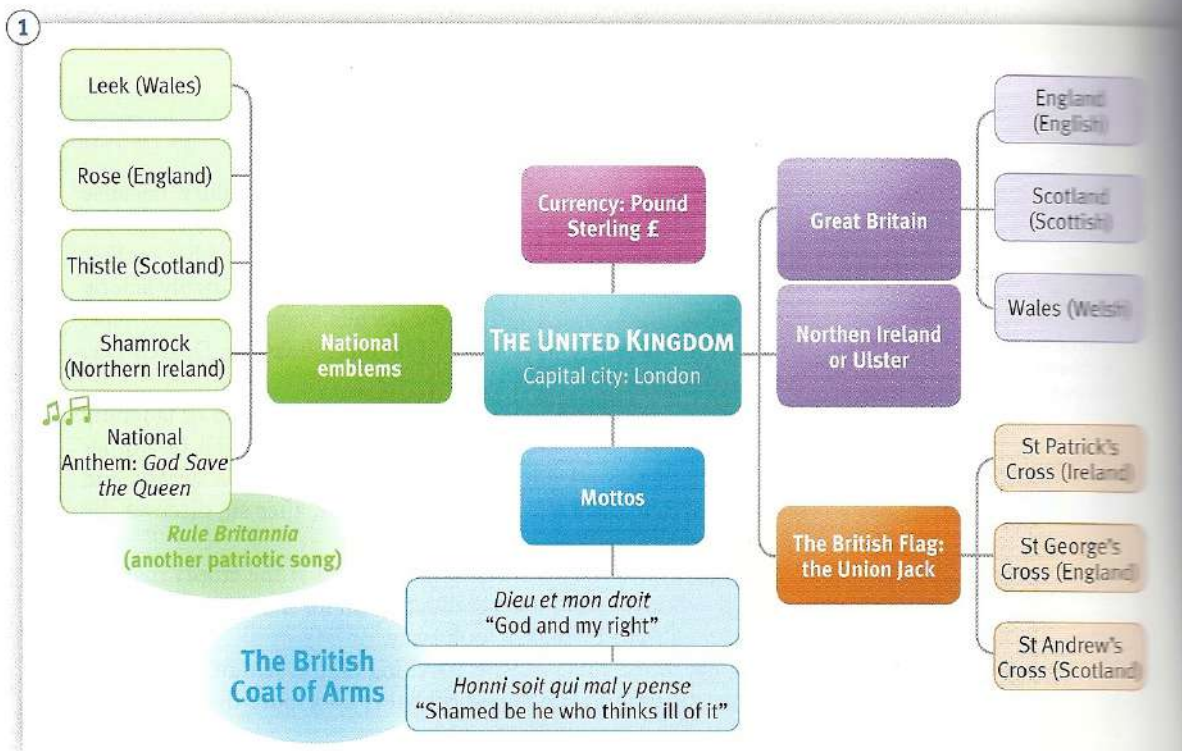 1
Leek (Wales)
Rose (England)
Thistle (Scotland)
Shamrock
(Northern Ireland)
National
Anthem: God Save
the Queen
Rule Britannia
(another patriotic song)
National
emblems
Currency: Pound
Sterling £
THE UNITED KINGDOM
Capital city: London
Mottos
Dieu et mon droit
"God and my right"
Honni soit qui mal y pense
"Shamed be he who thinks ill of it"
The British
Coat of Arms
Great Britain
Northen Ireland
or Ulster
England
(English)
Scotland
(Scottish)
Wales (Welsh)
The British Flag:
the Union Jack
St Patrick's
Cross (Ireland)
St George's
Cross (England)
St Andrew's
Cross (Scotland)